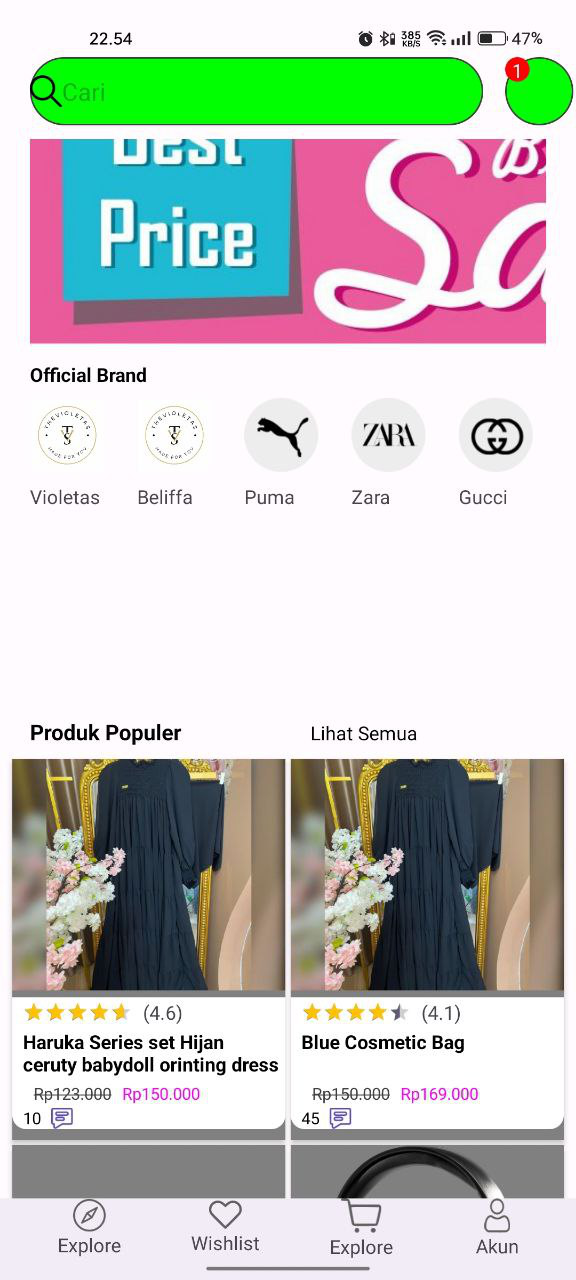 22.54
385
KB/S
47%
Cari
1
Best
Price
Sa
Official Brand
THEVIOLETAS
MADE FOR YOU
THEVIOLETAS
MADE FOR YOU
ZARA
Violetas
Beliffa
Puma
Zara
Gucci
Produk Populer
Lihat Semua
(4.6)
(4.1)
Haruka Series set Hijan
ceruty babydoll orinting dress
Blue Cosmetic Bag
Rp123.000 Rp150.000
Rp150.000 Rp169.000
10
45
Explore
Wishlist
Explore
Akun